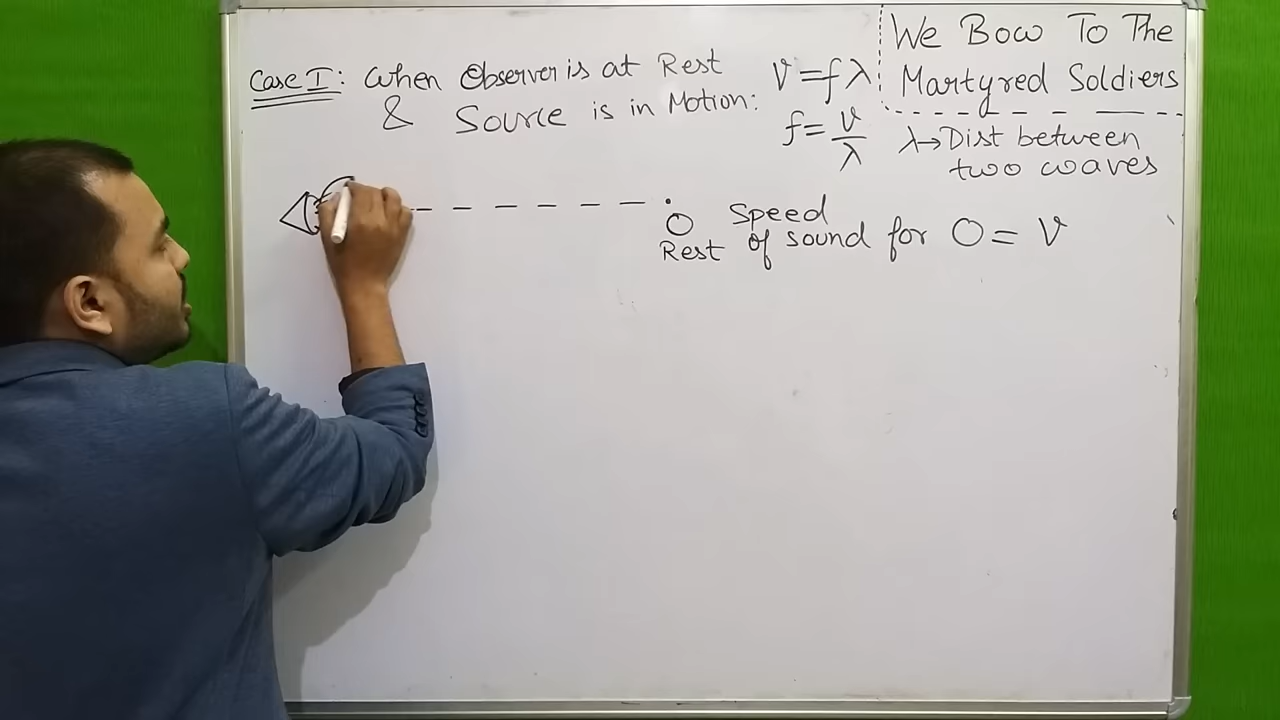 Case I: When Observer is at Rest
& Source is in Motion:
v = fλ
f = v/λ
We Bow To The
Martyred Soldiers
λ→Dist between
two waves
O
Rest
Speed
of sound for O = v